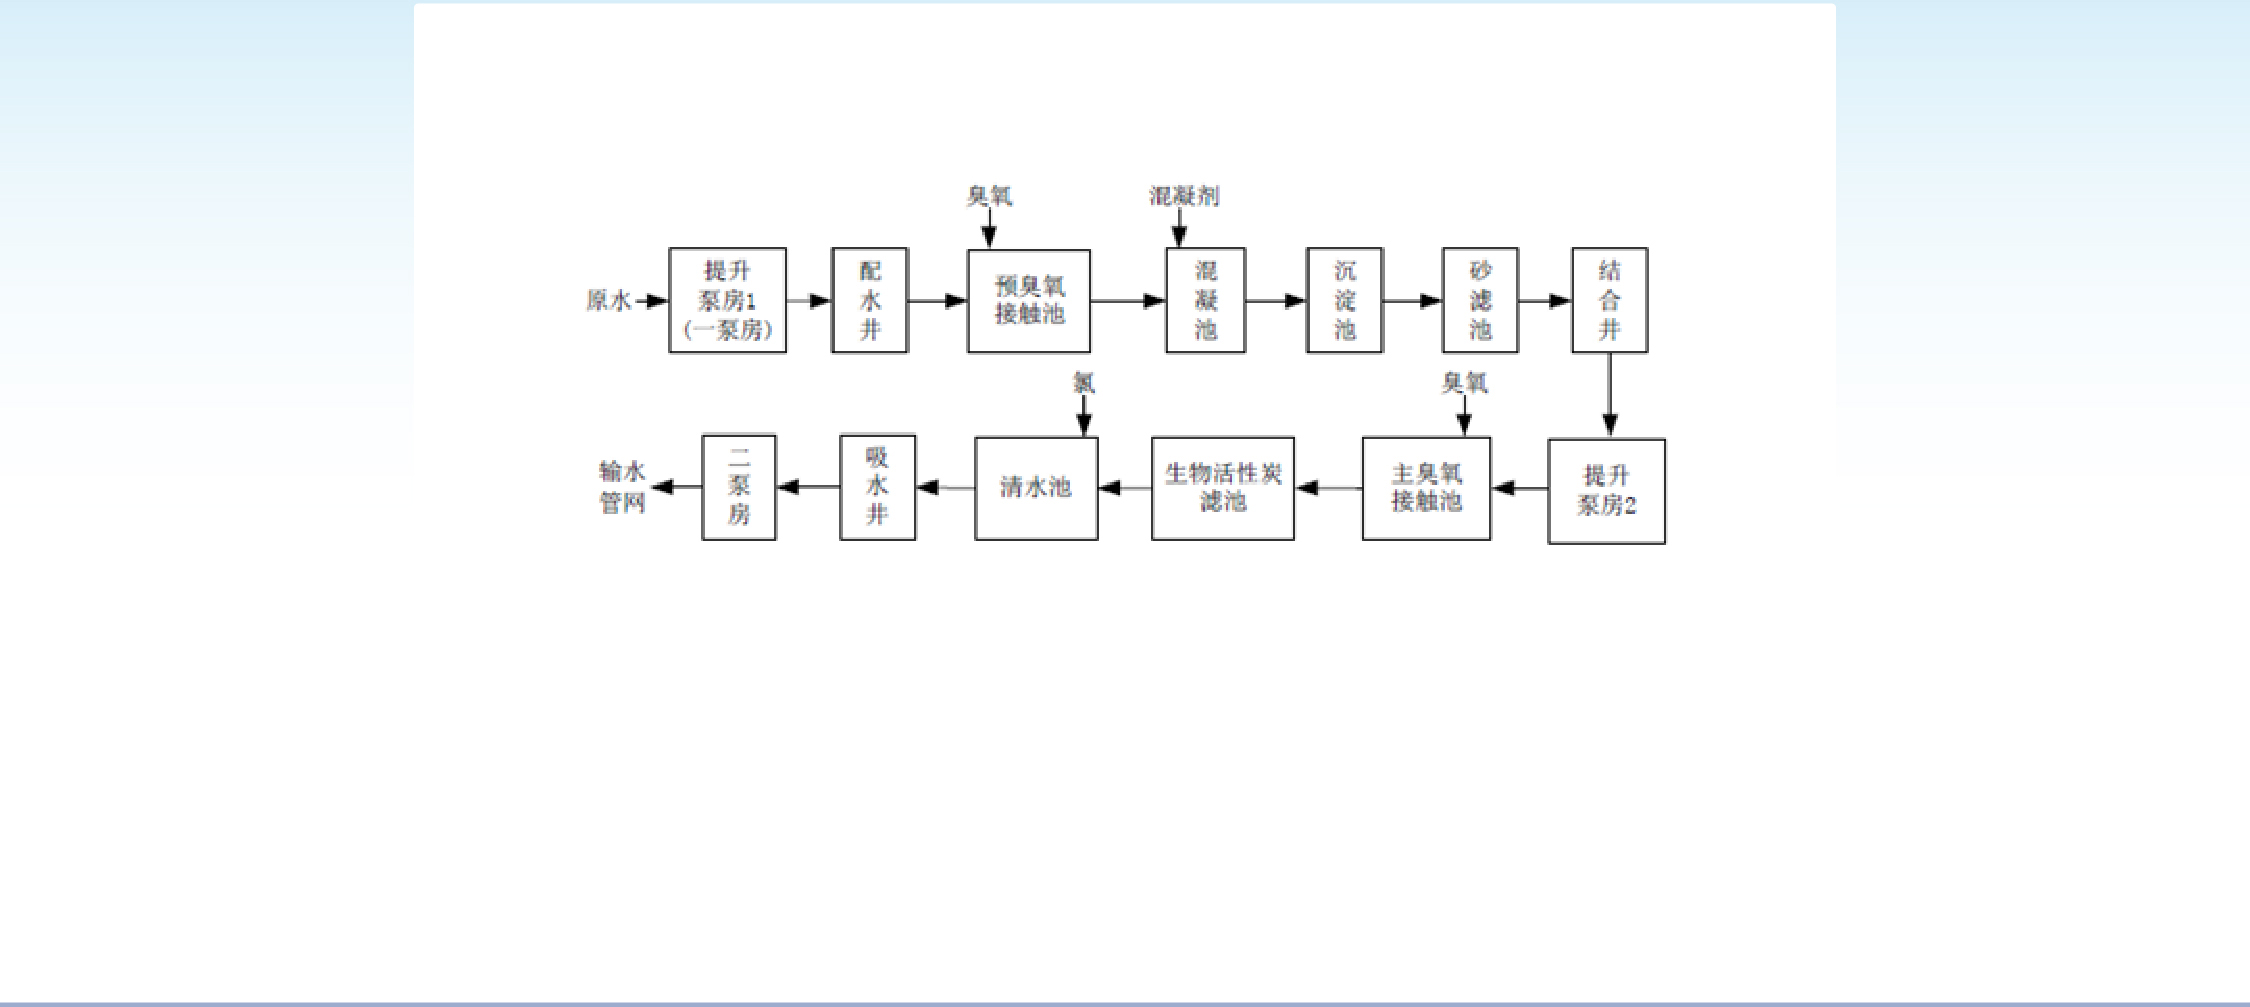 臭氧
混凝剂
原水
提升
泵房1
(一泵房)
配
水
井
预臭氧
接触池
混
凝
池
沉
淀
池
砂
滤
池
结
合
井
氯
臭氧
输水
管网
二
泵
房
吸
水
井
清水池
生物活性炭
滤池
主臭氧
接触池
提升
泵房2